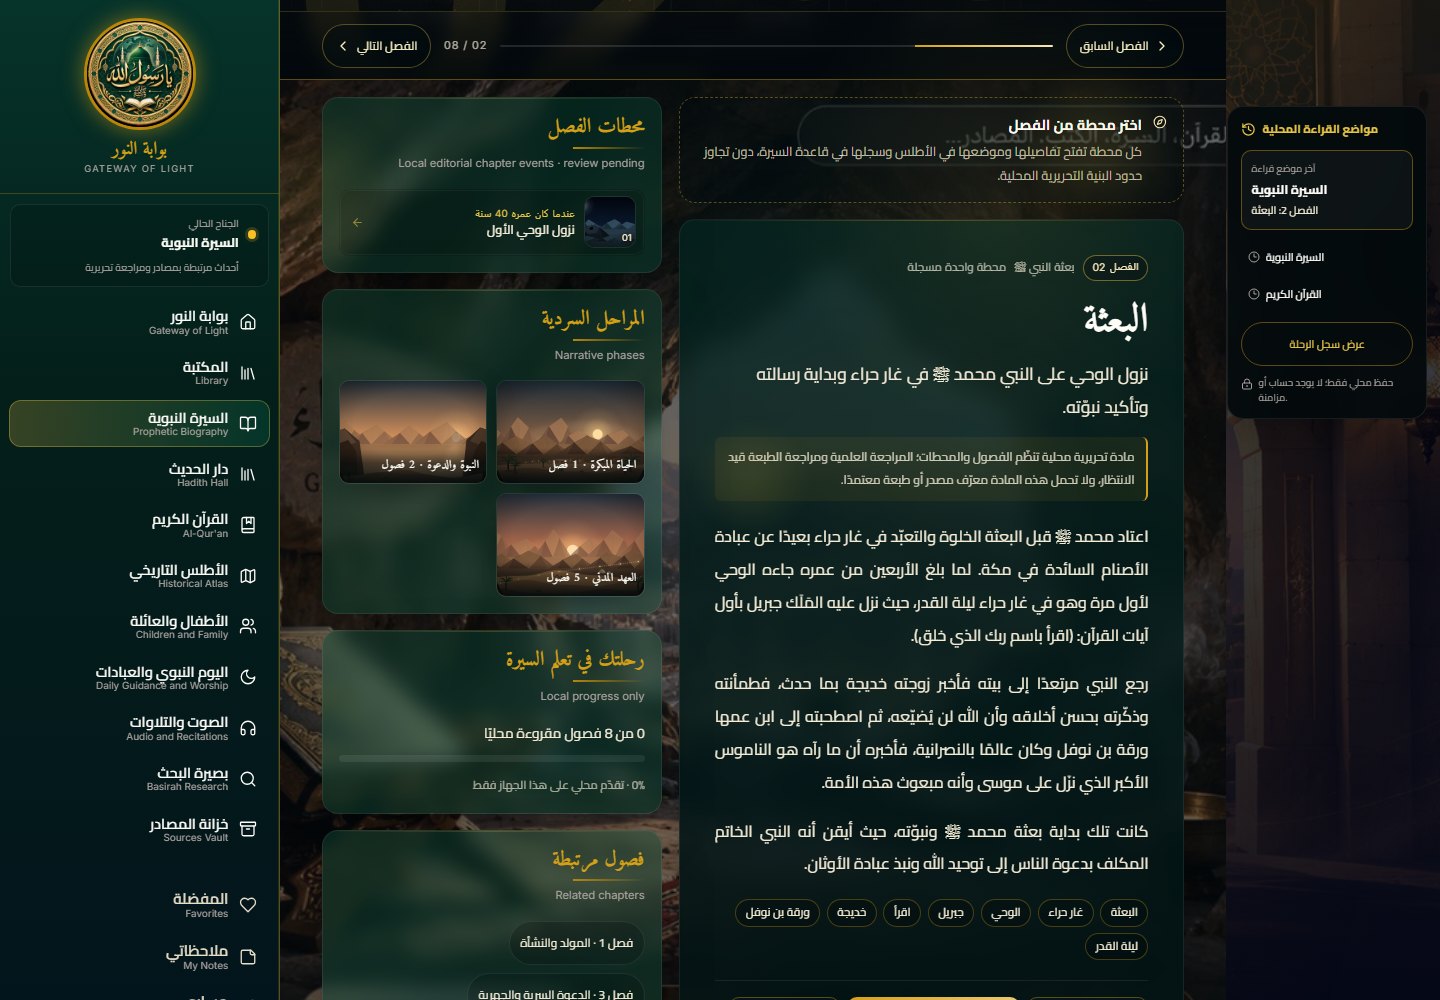 يا رسول الله
بوابة النور
GATEWAY OF LIGHT
الجناح الحالي
السيرة النبوية
أحداث مرتبطة بمصادر ومراجعة تحريرية
بوابة النور
Gateway of Light
المكتبة
Library
السيرة النبوية
Prophetic Biography
دار الحديث
Hadith Hall
القرآن الكريم
Al-Qur'an
الأطلس التاريخي
Historical Atlas
الأطفال والعائلة
Children and Family
اليوم النبوي والعبادات
Daily Guidance and Worship
الصوت والتلاوات
Audio and Recitations
بصيرة البحث
Basirah Research
خزانة المصادر
Sources Vault
المفضلة
Favorites
ملاحظاتي
My Notes
الفصل السابق
08 / 02
الفصل التالي
اختر محطة من الفصل
كل محطة تفتح تفاصيلها وموضعها في الأطلس وسجلها في قاعدة السيرة، دون تجاوز
حدود البنية التحريرية المحلية.
القرآن، السيرة، الكتب، المصادر...
الفصل 02
بعثة النبي ﷺ
محطة واحدة مسجلة
البعثة
نزول الوحي على النبي محمد ﷺ في غار حراء وبداية رسالته
وتأكيد نبوّته.
مادة تحريرية محلية تنظّم الفصول والمحطات؛ المراجعة العلمية ومراجعة الطبعة قيد
الانتظار، ولا تحمل هذه المادة معرّف مصدر أو طبعة معتمدًا.
اعتاد محمد ﷺ قبل البعثة الخلوة والتعبّد في غار حراء بعيدًا عن عبادة
الأصنام السائدة في مكة. لما بلغ الأربعين من عمره جاءه الوحي
لأول مرة وهو في غار حراء ليلة القدر، حيث نزل عليه المَلَك جبريل بأول
آيات القرآن: (اقرأ باسم ربك الذي خلق).
رجع النبي مرتعدًا إلى بيته فأخبر زوجته خديجة بما حدث، فطمأنته
وذكّرته بحسن أخلاقه وأن الله لن يُضيّعه، ثم اصطحبته إلى ابن عمها
ورقة بن نوفل وكان عالمًا بالنصرانية، فأخبره أن ما رآه هو الناموس
الأكبر الذي نزّل على موسى وأنه مبعوث هذه الأمة.
كانت تلك بداية بعثة محمد ﷺ ونبوّته، حيث أيقن أنه النبي الخاتم
المكلف بدعوة الناس إلى توحيد الله ونبذ عبادة الأوثان.
البعثة
غار حراء
الوحي
جبريل
اقرأ
خديجة
ورقة بن نوفل
ليلة القدر
محطات الفصل
Local editorial chapter events · review pending
01
عندما كان عمره 40 سنة
نزول الوحي الأول
المراحل السردية
Narrative phases
الحياة المبكرة · 1 فصل
النبوة والدعوة · 2 فصول
العهد المدني · 5 فصول
رحلتك في تعلم السيرة
Local progress only
0 من 8 فصول مقروءة محليًا
0% · تقدّم محلي على هذا الجهاز فقط
فصول مرتبطة
Related chapters
فصل 1 · المولد والنشأة
فصل 3 · الدعوة السرية والجهرية
مواضع القراءة المحلية
آخر موضع قراءة
السيرة النبوية
الفصل 2: البعثة
السيرة النبوية
القرآن الكريم
عرض سجل الرحلة
حفظ محلي فقط؛ لا يوجد حساب أو
مزامنة.